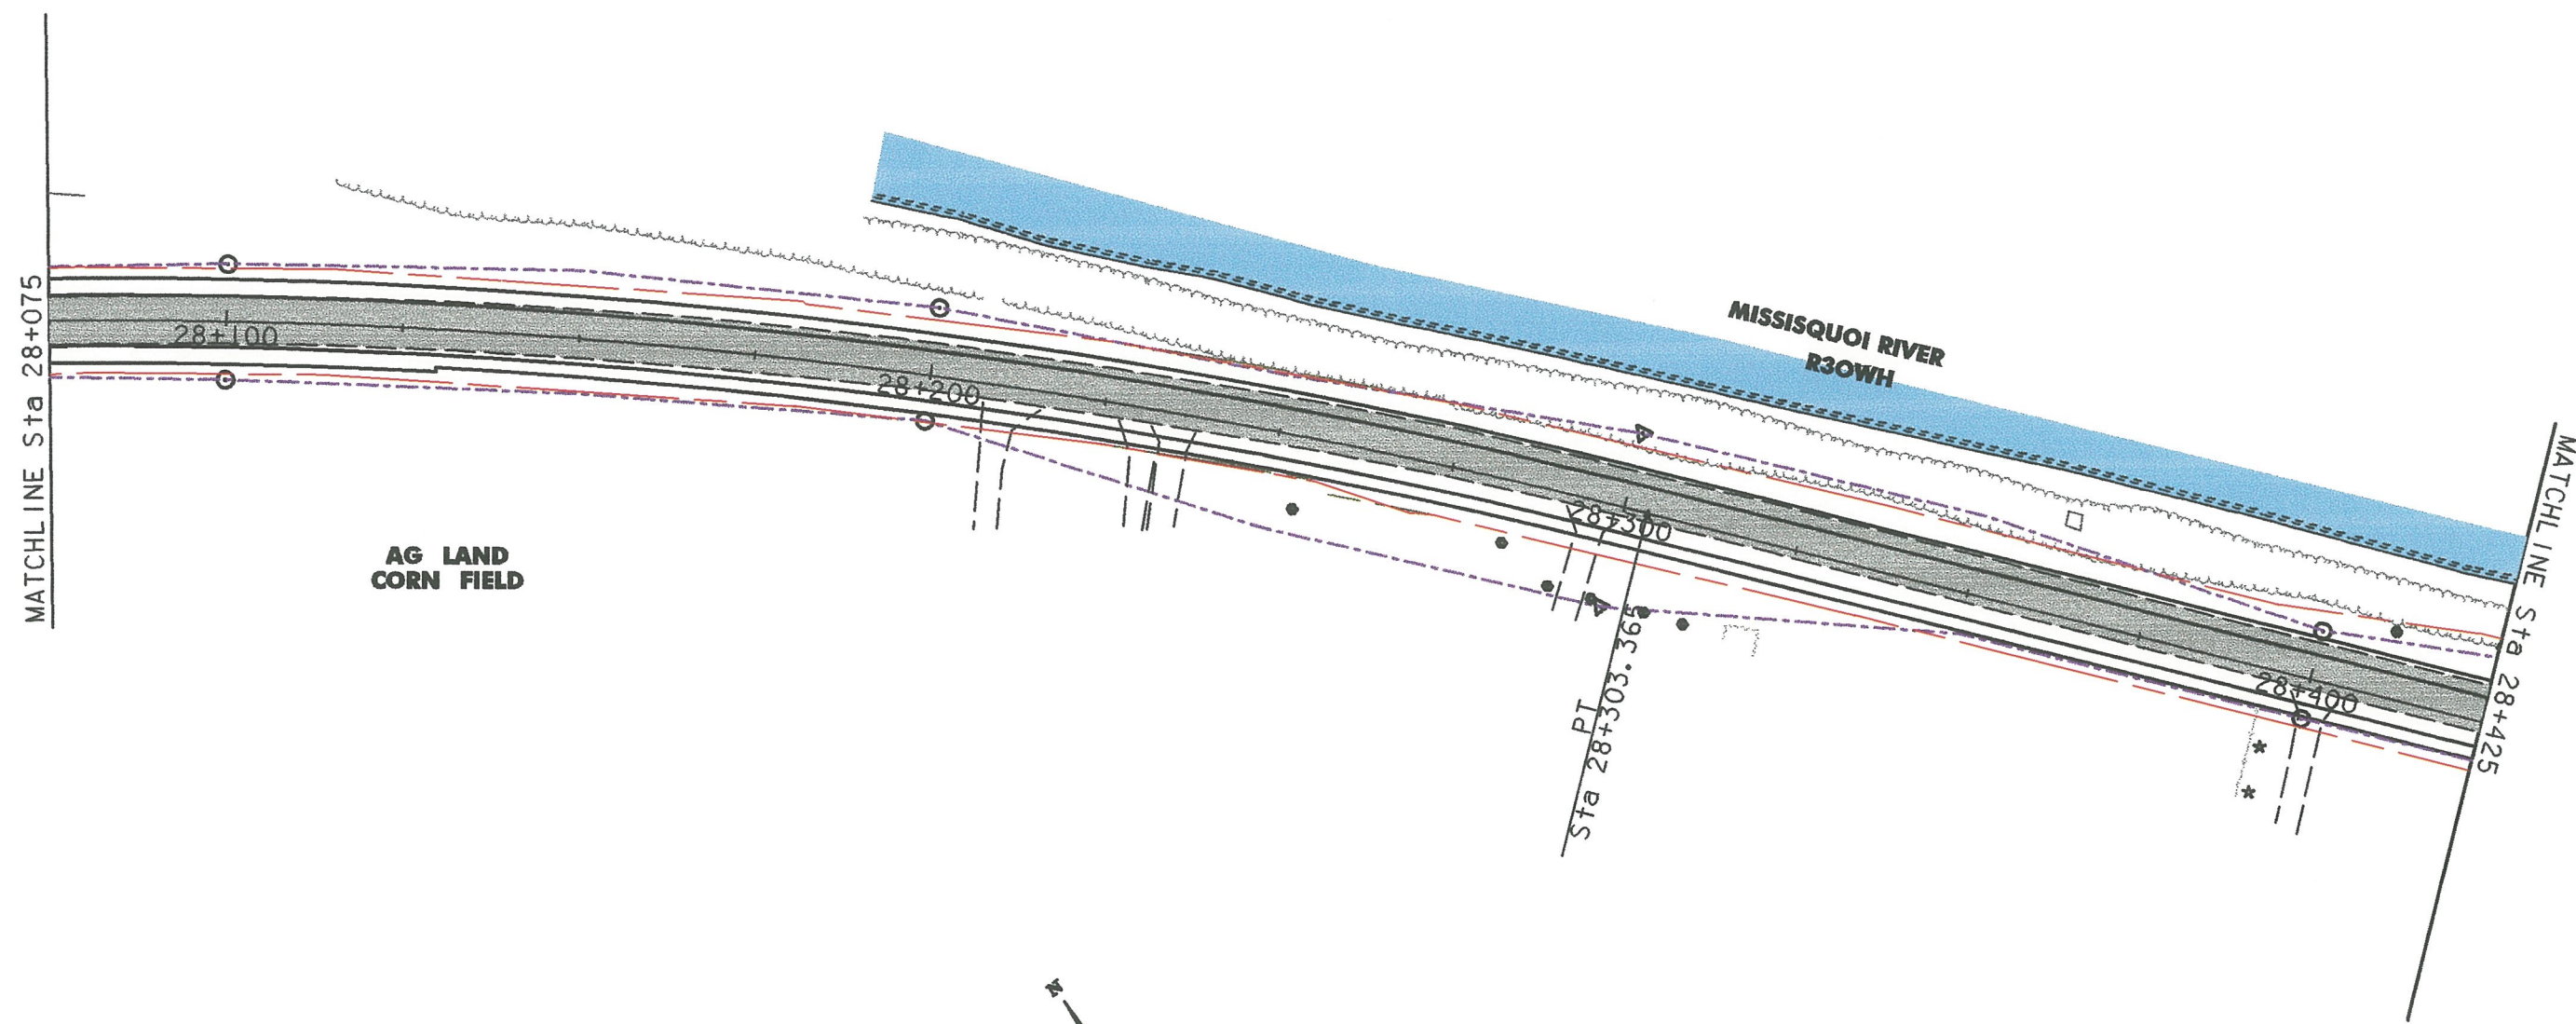 MATCHLINE Sta 28+075
28+100
AG LAND
CORN FIELD
28+200
MISSISQUOI RIVER
R3OWH
28+300
PT
Sta 28+303.365
28+400
MATCHLINE Sta 28+425
N